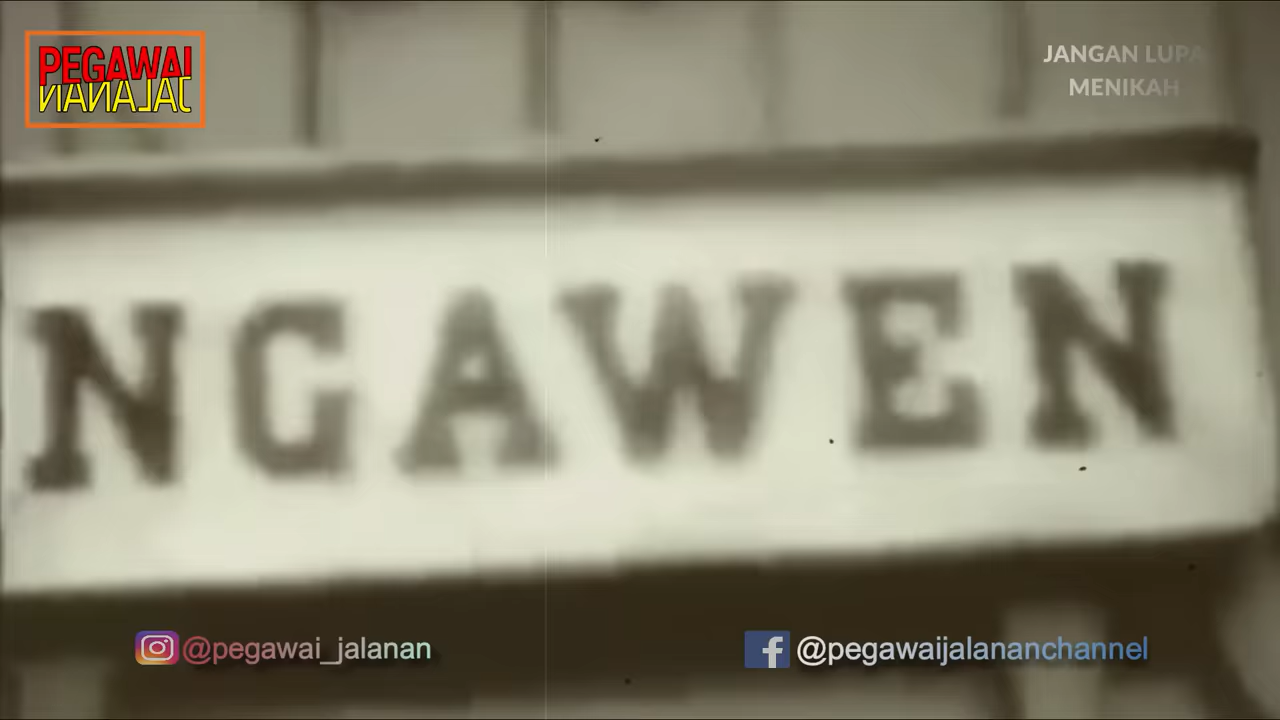 PEGAWAI
JALANAN
JANGAN LUPA
MENIKAH
NGAWEN
@pegawai_jalanan
@pegawaijalananchannel